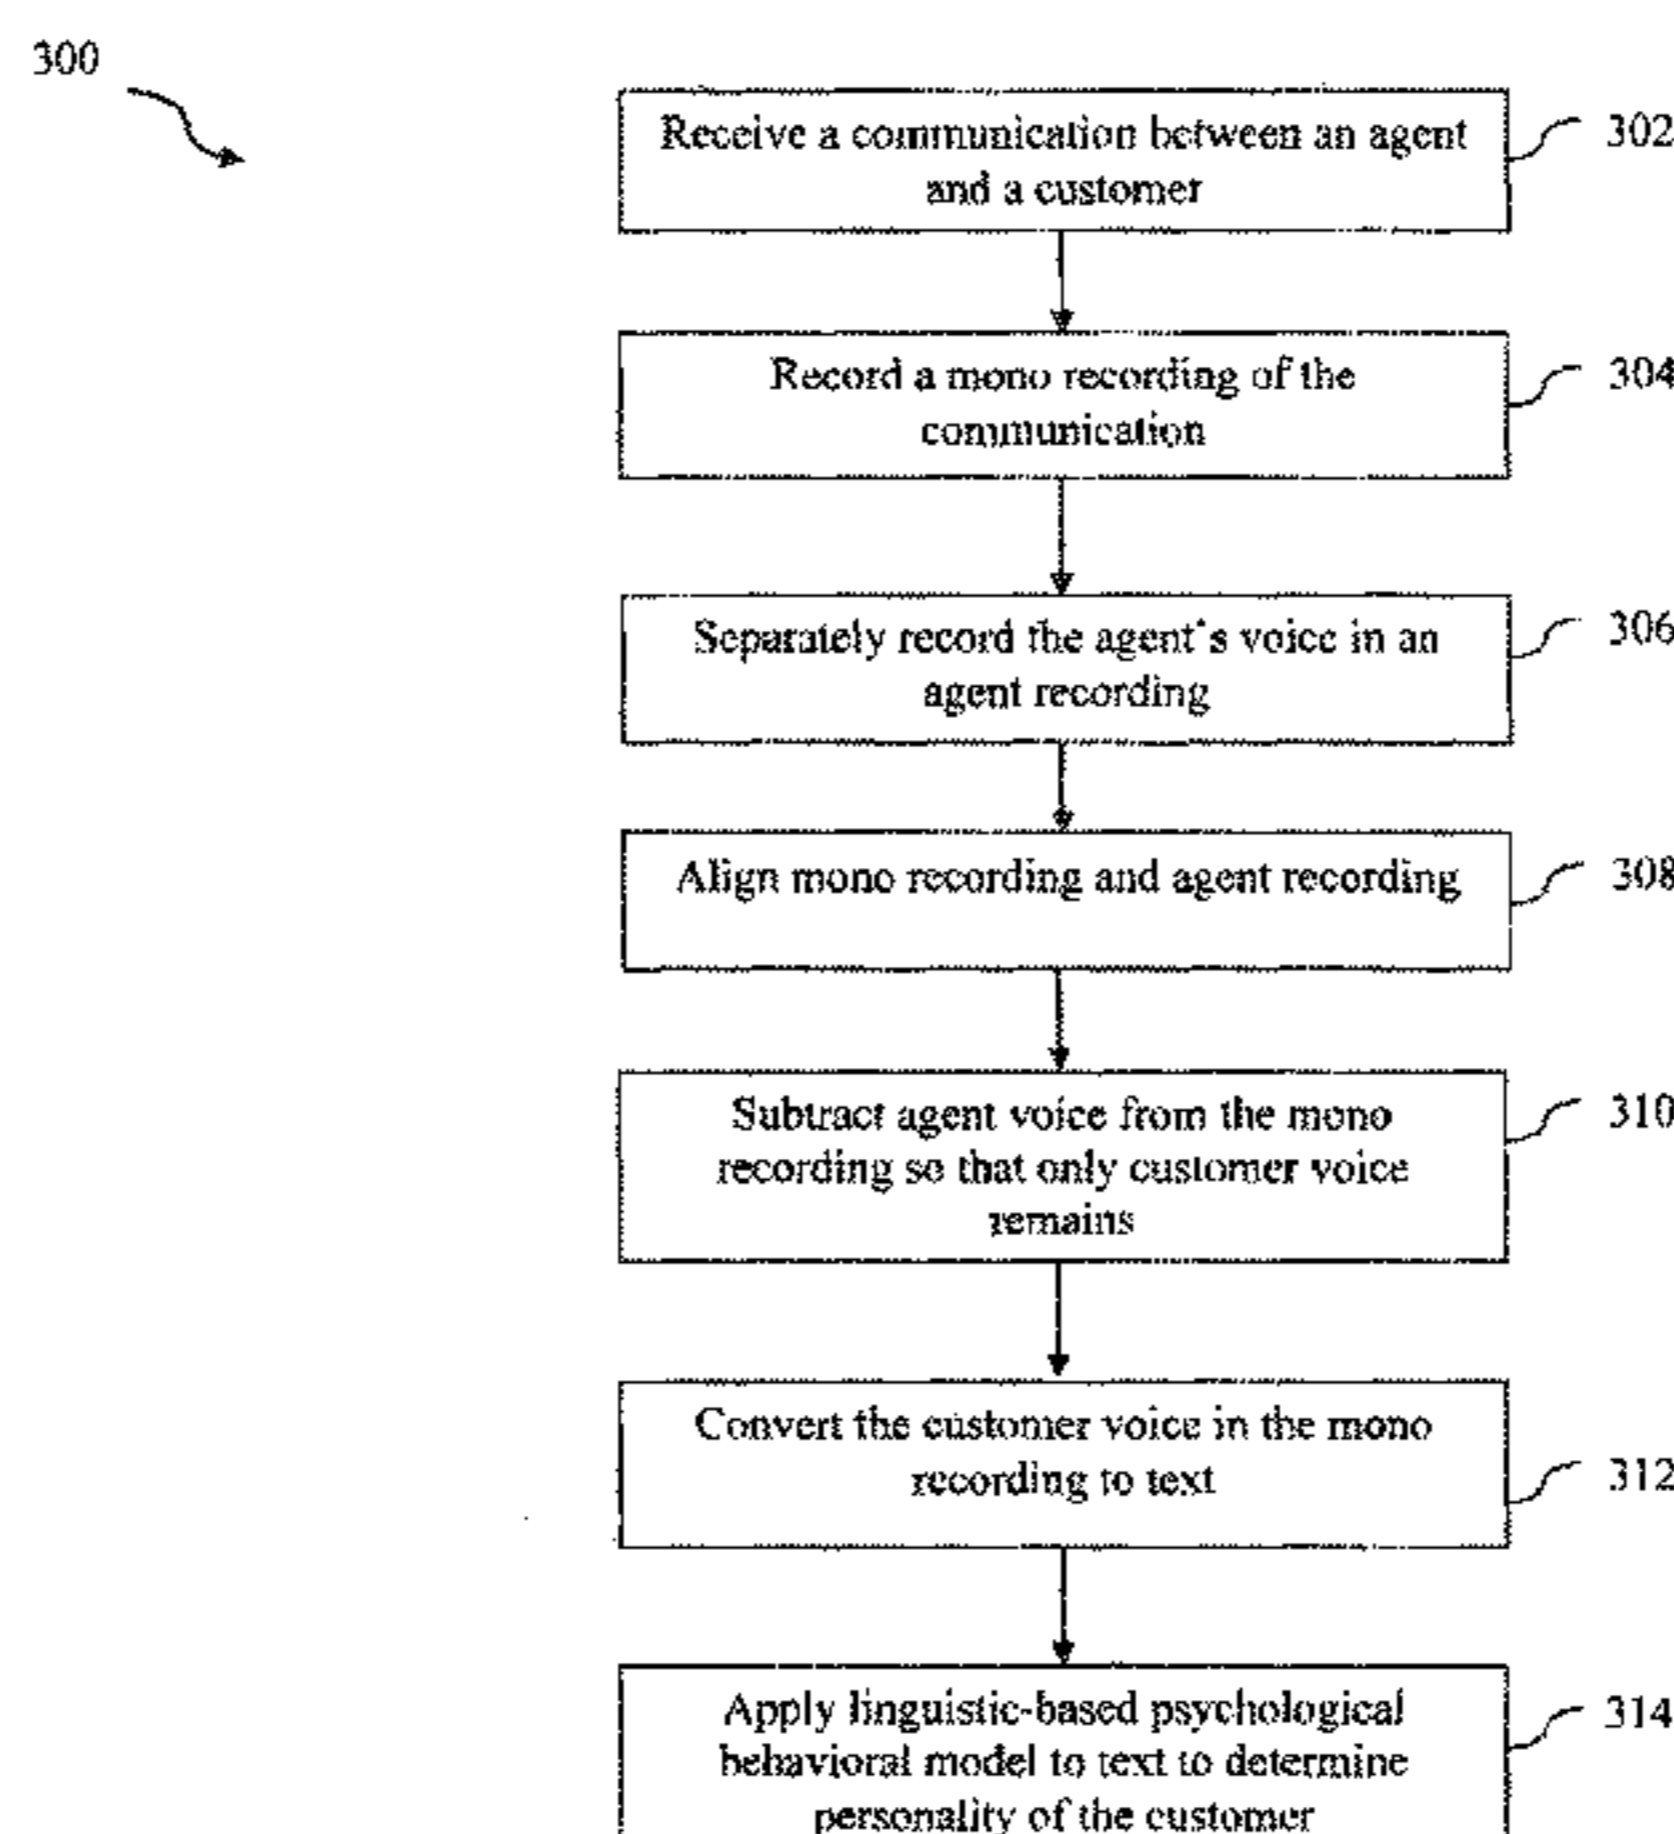 300
Receive a communication between an agent
and a customer
302
Record a mono recording of the
communication
304
Separately record the agent's voice in an
agent recording
306
Align mono recording and agent recording
308
Subtract agent voice from the mono
recording so that only customer voice
remains
310
Convert the customer voice in the mono
recording to text
312
Apply linguistic-based psychological
behavioral model to text to determine
personality of the customer
314